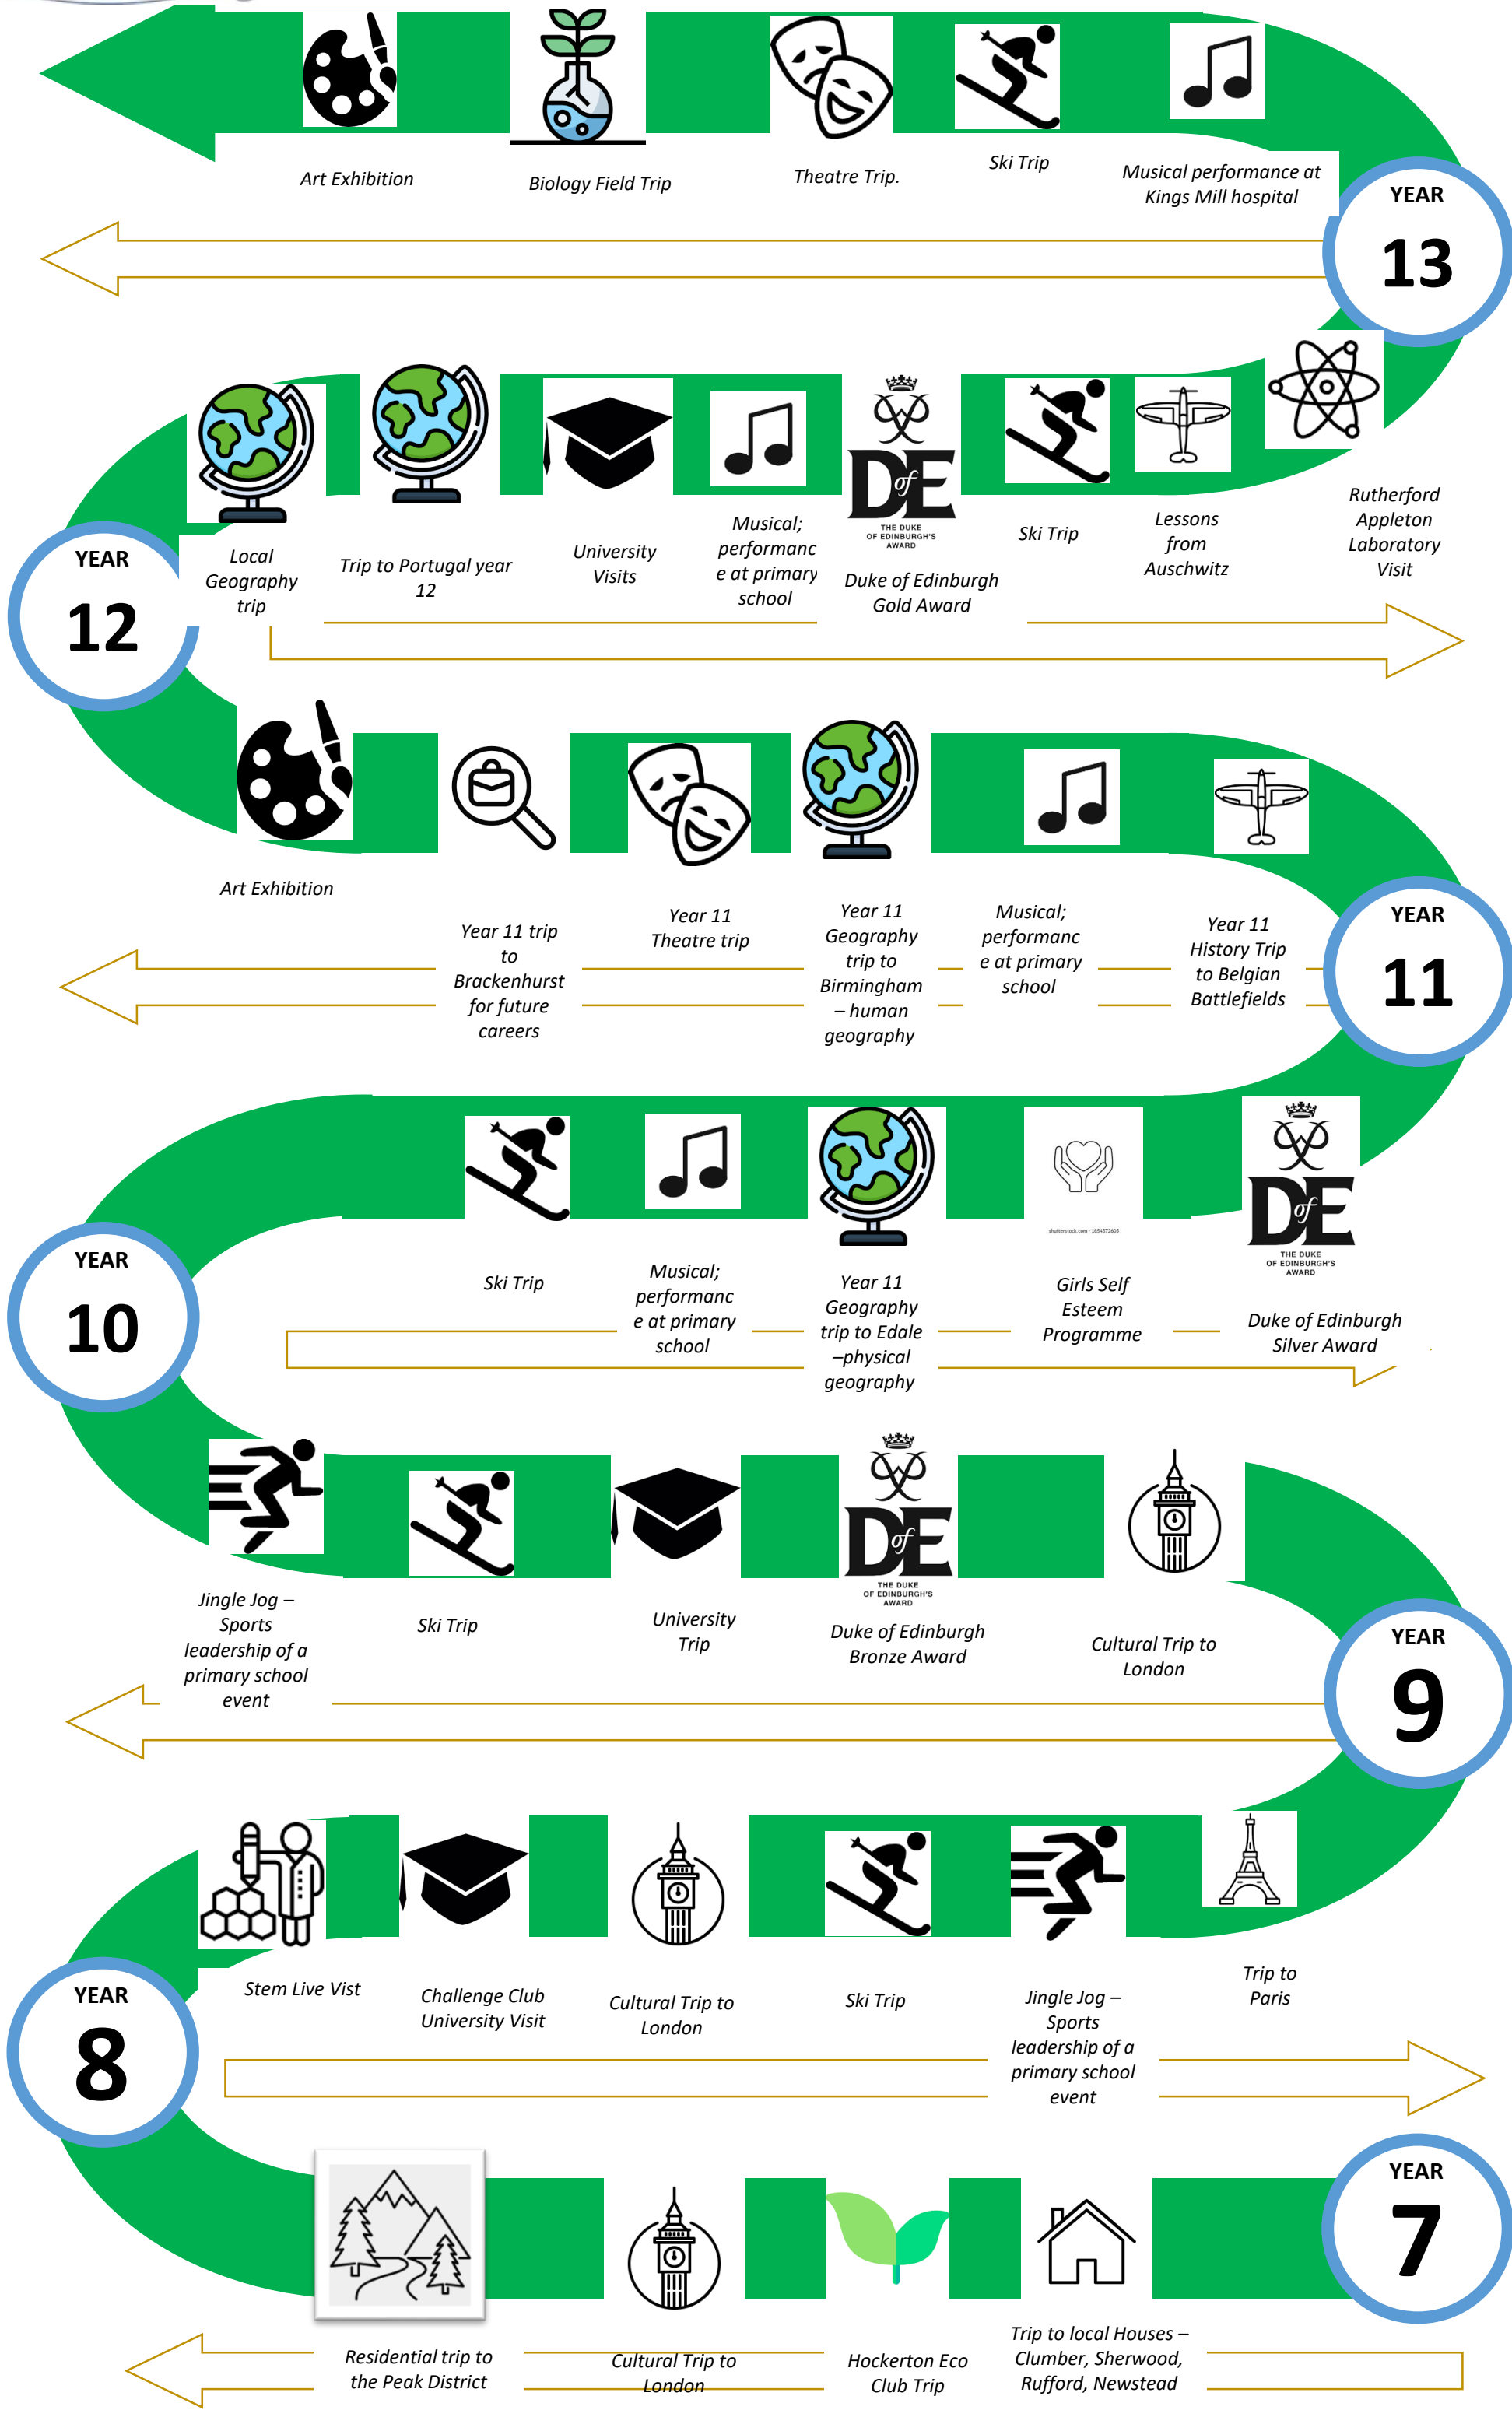 Art Exhibition
Biology Field Trip
Theatre Trip.
Ski Trip
Musical performance at
Kings Mill hospital
YEAR
13
Local
Geography
trip
Trip to Portugal year
12
University
Visits
Musical;
performanc
e at primary
school
D of E
THE DUKE
OF EDINBURGH'S
AWARD
Duke of Edinburgh
Gold Award
Ski Trip
Lessons
from
Auschwitz
Rutherford
Appleton
Laboratory
Visit
YEAR
12
Art Exhibition
Year 11 trip
to
Brackenhurst
for future
careers
Year 11
Theatre trip
Year 11
Geography
trip to
Birmingham
– human
geography
Musical;
performanc
e at primary
school
Year 11
History Trip
to Belgian
Battlefields
YEAR
11
Ski Trip
Musical;
performanc
e at primary
school
Year 11
Geography
trip to Edale
–physical
geography
shutterstock.com · 1854572605
Girls Self
Esteem
Programme
D of E
THE DUKE
OF EDINBURGH'S
AWARD
Duke of Edinburgh
Silver Award
YEAR
10
Jingle Jog –
Sports
leadership of a
primary school
event
Ski Trip
University
Trip
D of E
THE DUKE
OF EDINBURGH'S
AWARD
Duke of Edinburgh
Bronze Award
Cultural Trip to
London
YEAR
9
Stem Live Vist
Challenge Club
University Visit
Cultural Trip to
London
Ski Trip
Jingle Jog –
Sports
leadership of a
primary school
event
Trip to
Paris
YEAR
8
YEAR
7
Residential trip to
the Peak District
Cultural Trip to
London
Hockerton Eco
Club Trip
Trip to local Houses –
Clumber, Sherwood,
Rufford, Newstead